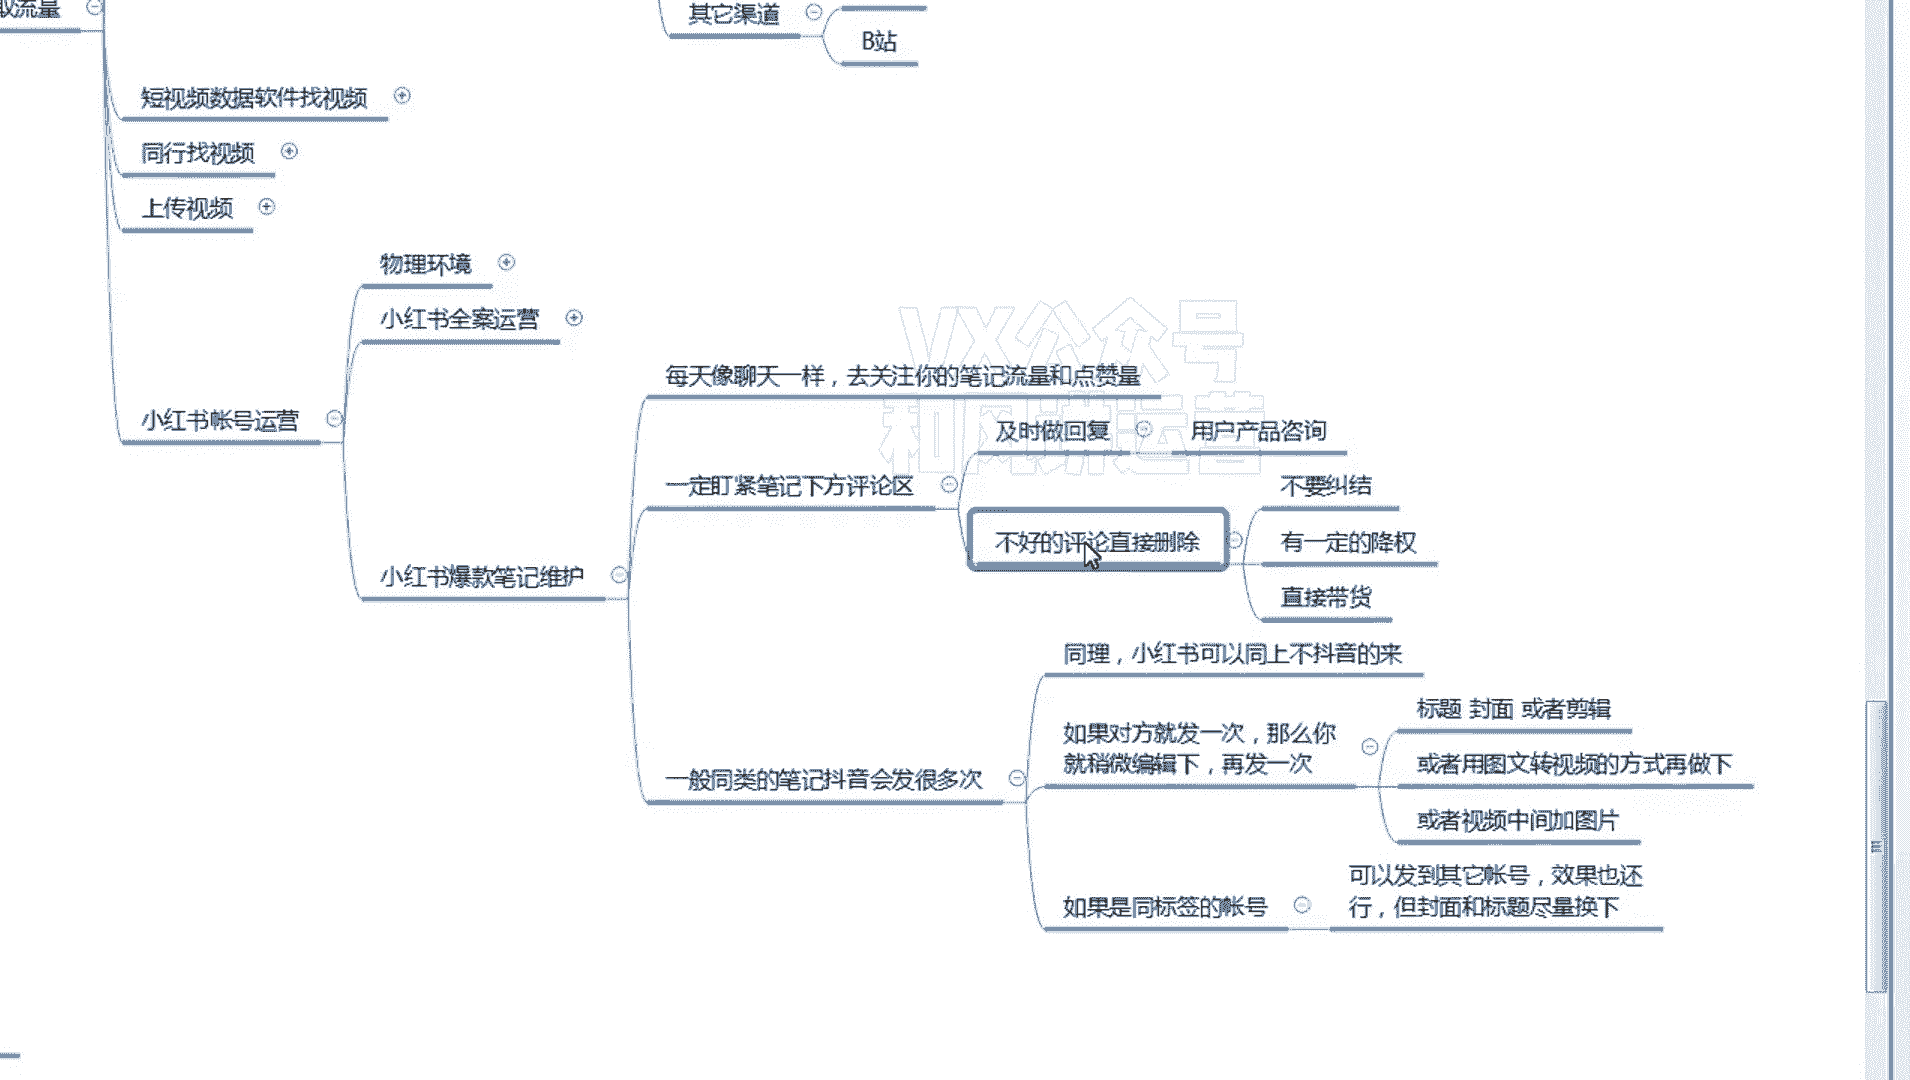 取流量
其它渠道
B站
短视频数据软件找视频
同行找视频
上传视频
物理环境
小红书全案运营
小红书帐号运营
每天像聊天一样，去关注你的笔记流量和点赞量
及时做回复
用户产品咨询
一定盯紧笔记下方评论区
不要纠结
不好的评论直接删除
有一定的降权
直接带货
小红书爆款笔记维护
同理，小红书可以同上不抖音的来
标题 封面 或者剪辑
如果对方就发一次，那么你
就稍微编辑下，再发一次
或者用图文转视频的方式再做下
一般同类的笔记抖音会发很多次
或者视频中间加图片
可以发到其它帐号，效果也还
行，但封面和标题尽量换下
如果是同标签的帐号
VX公众号
和风讲运营